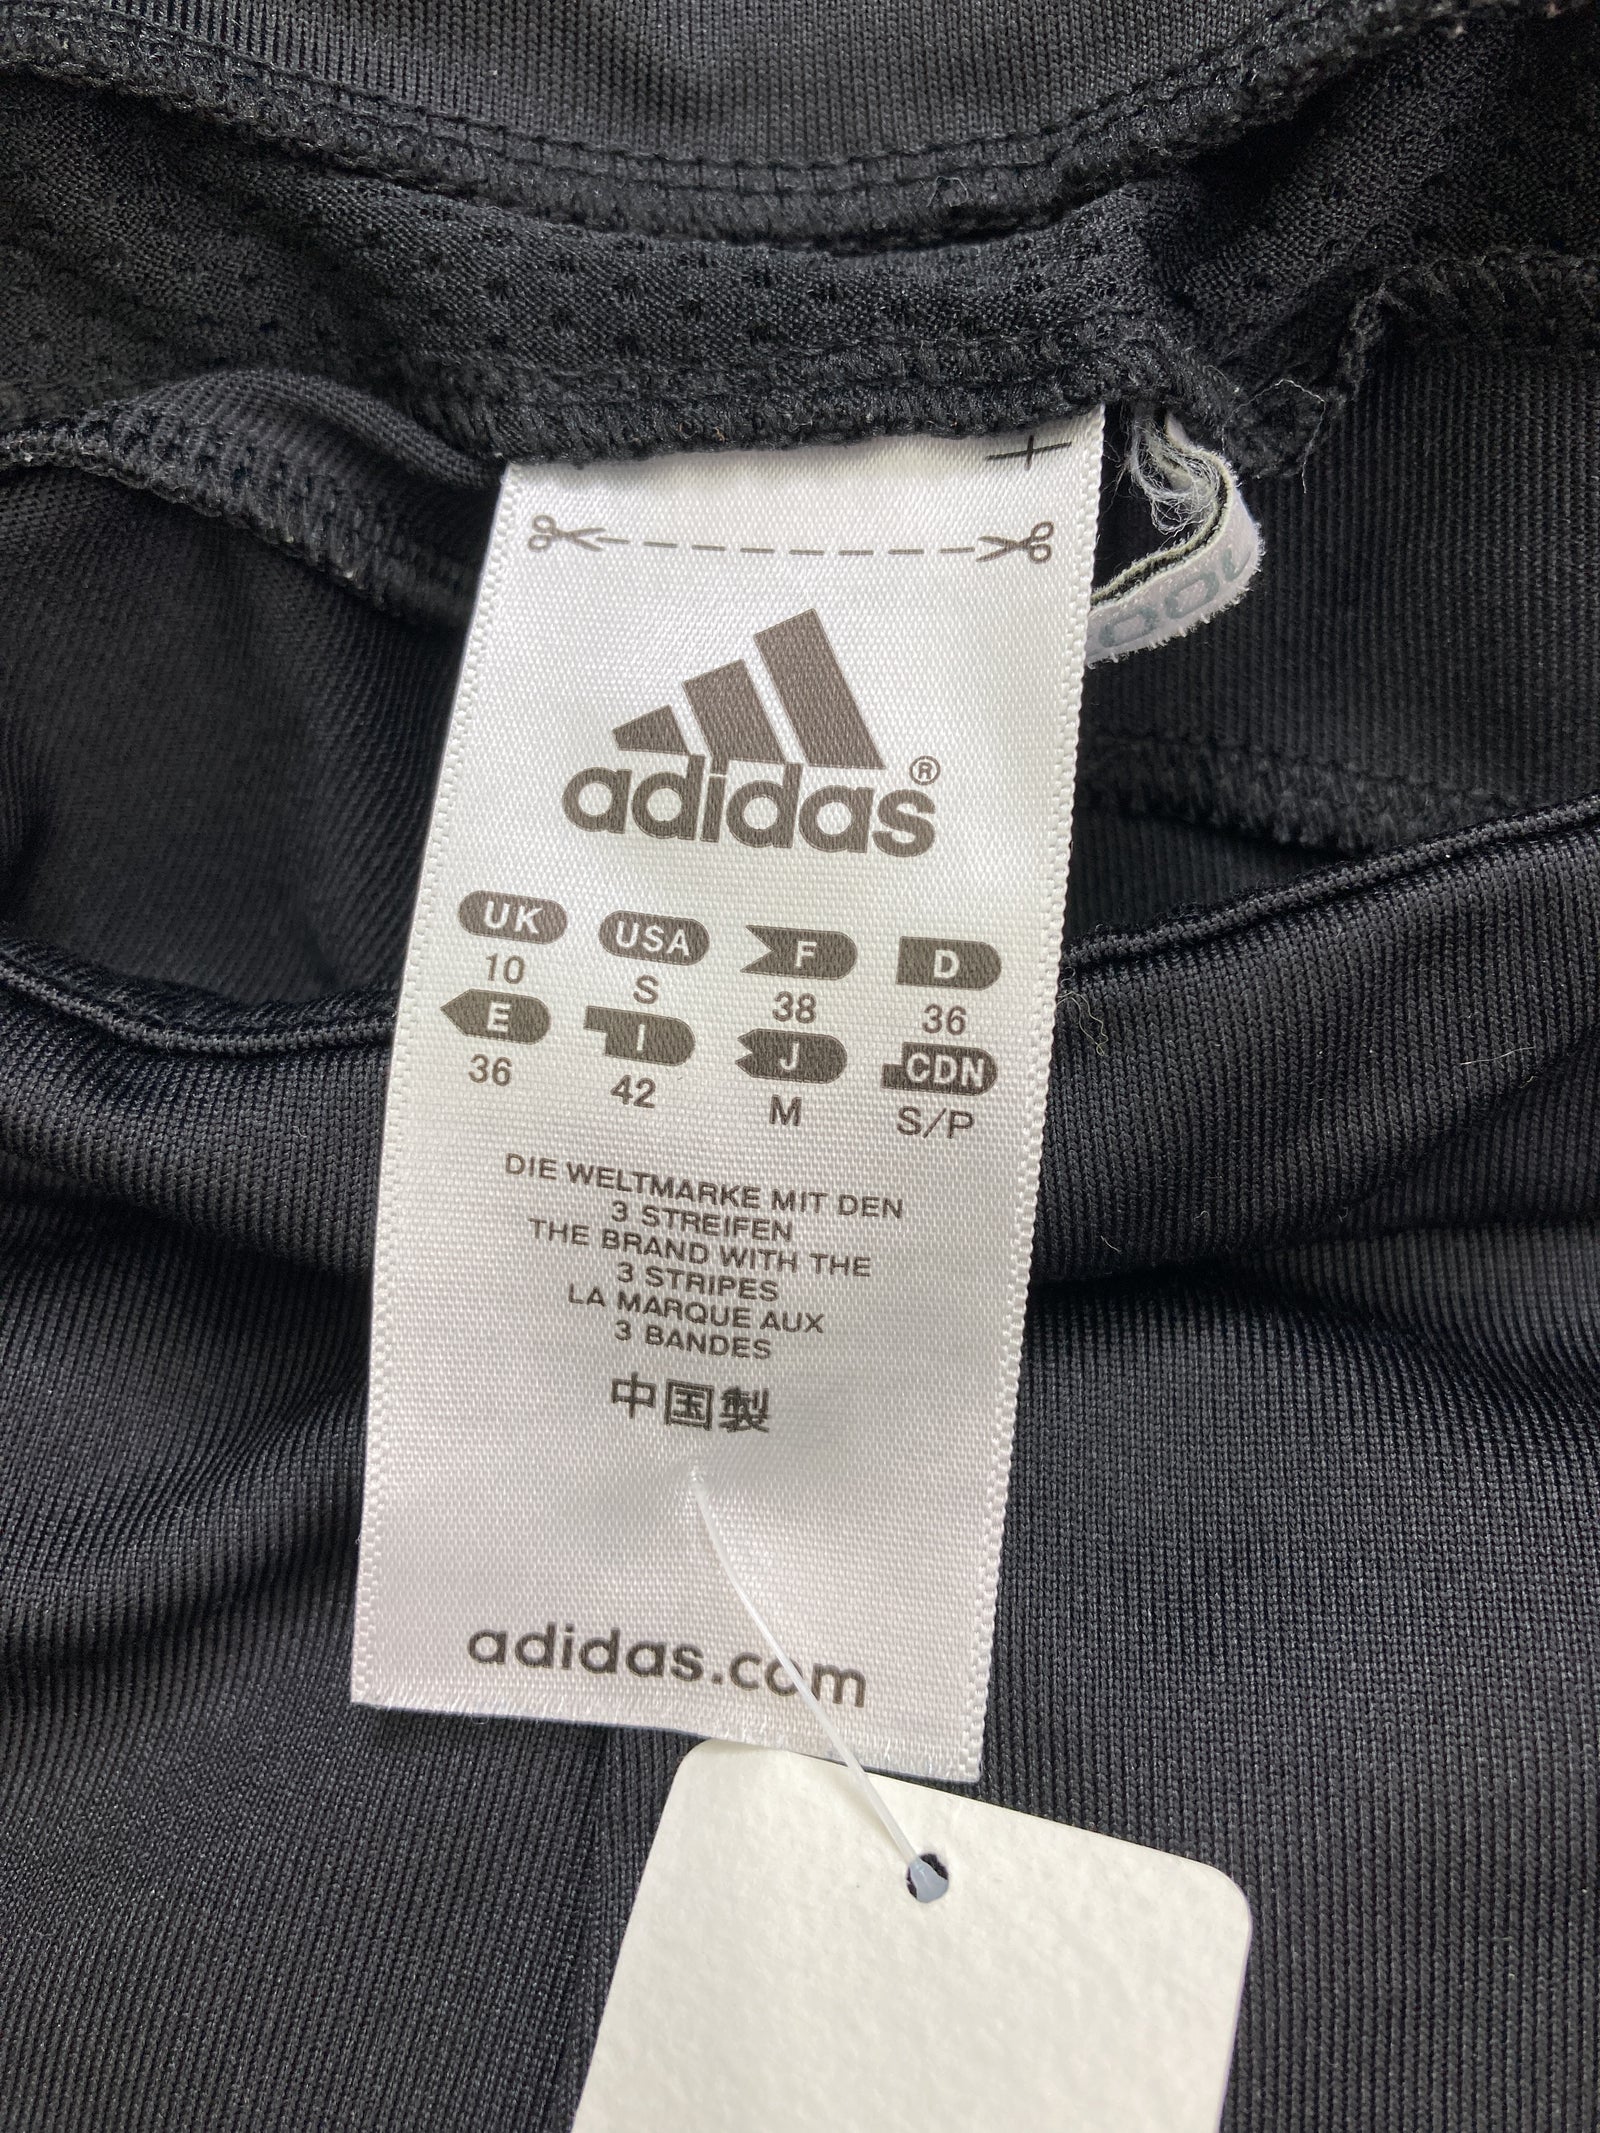 adidas®
UK USA F D
10 S 38 36
E I J CDN
36 42 M S/P
DIE WELTMARKE MIT DEN
3 STREIFEN
THE BRAND WITH THE
3 STRIPES
LA MARQUE AUX
3 BANDES
中国製
adidas.com